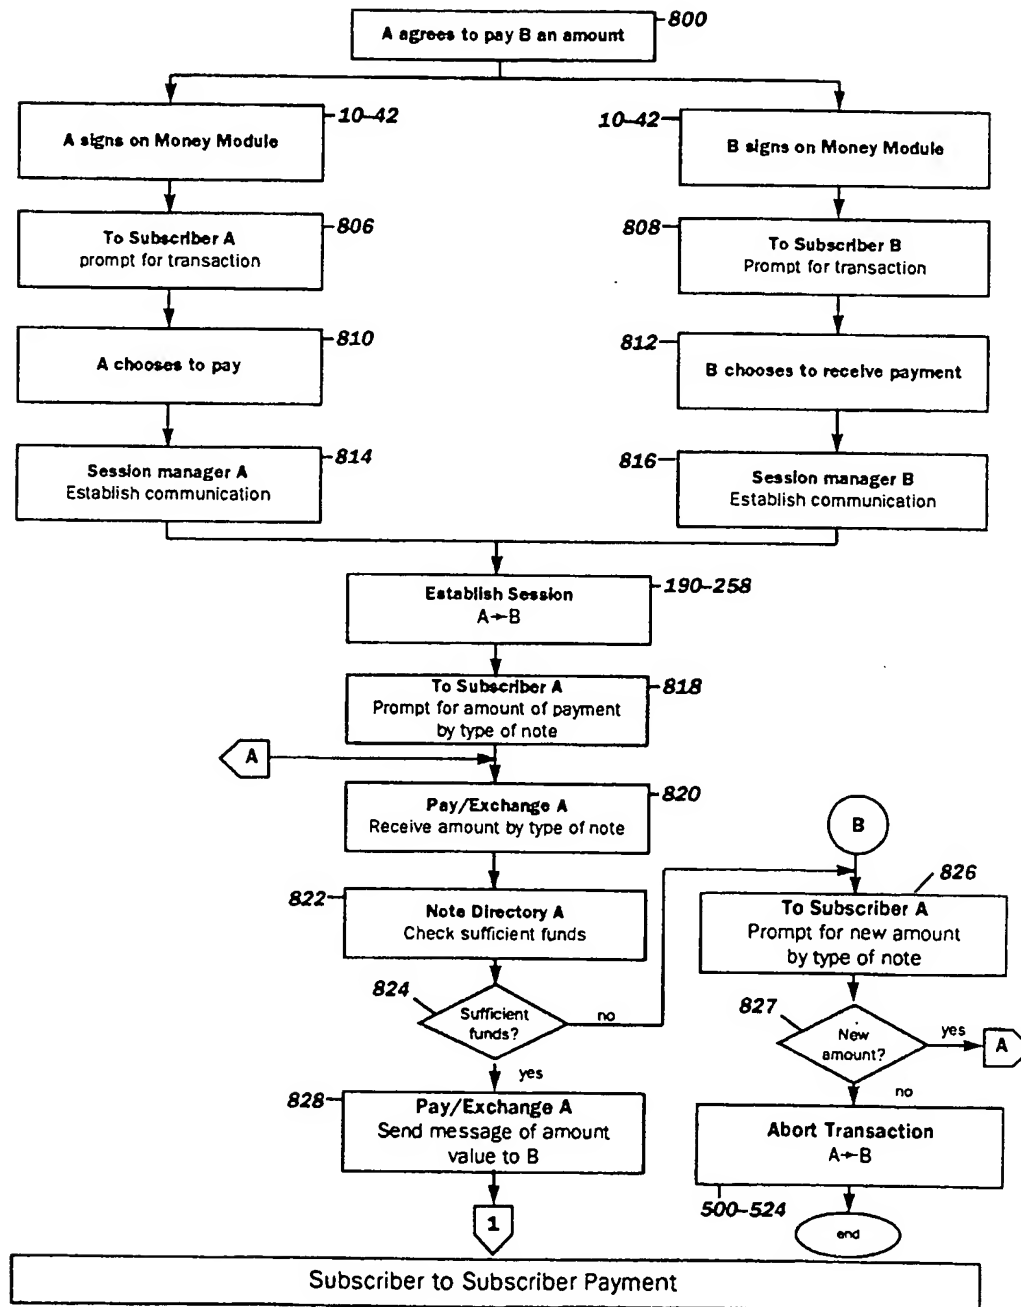 A agrees to pay B an amount
800
A signs on Money Module
10–42
10–42
B signs on Money Module
To Subscriber A
prompt for transaction
806
808
To Subscriber B
Prompt for transaction
A chooses to pay
810
812
B chooses to receive payment
Session manager A
Establish communication
814
816
Session manager B
Establish communication
Establish Session
A→B
190–258
To Subscriber A
Prompt for amount of payment
by type of note
818
A
Pay/Exchange A
Receive amount by type of note
820
B
822
Note Directory A
Check sufficient funds
826
To Subscriber A
Prompt for new amount
by type of note
824
Sufficient
funds?
no
yes
827
New
amount?
yes
A
no
828
Pay/Exchange A
Send message of amount
value to B
Abort Transaction
A→B
500–524
1
end
Subscriber to Subscriber Payment